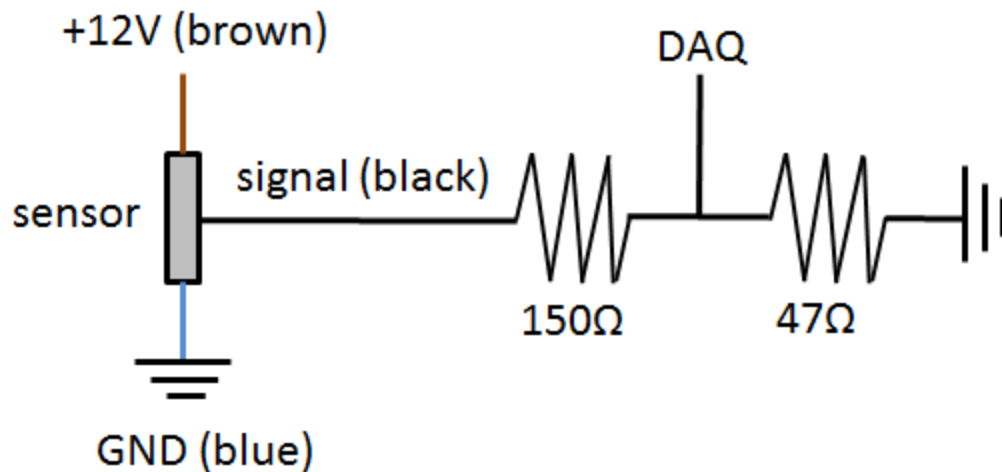 +12V (brown)
DAQ
signal (black)
sensor
150Ω
47Ω
GND (blue)